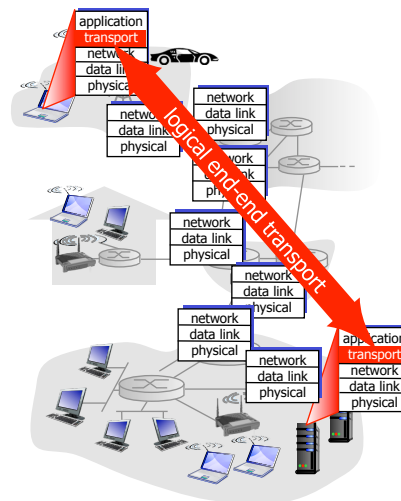 application
transport
network
data link
physical
network
data link
physical
network
data link
physical
network
data link
physical
logical end-end transport
network
data link
physical
network
data link
physical
network
data link
physical
network
data link
physical
application
transport
network
data link
physical